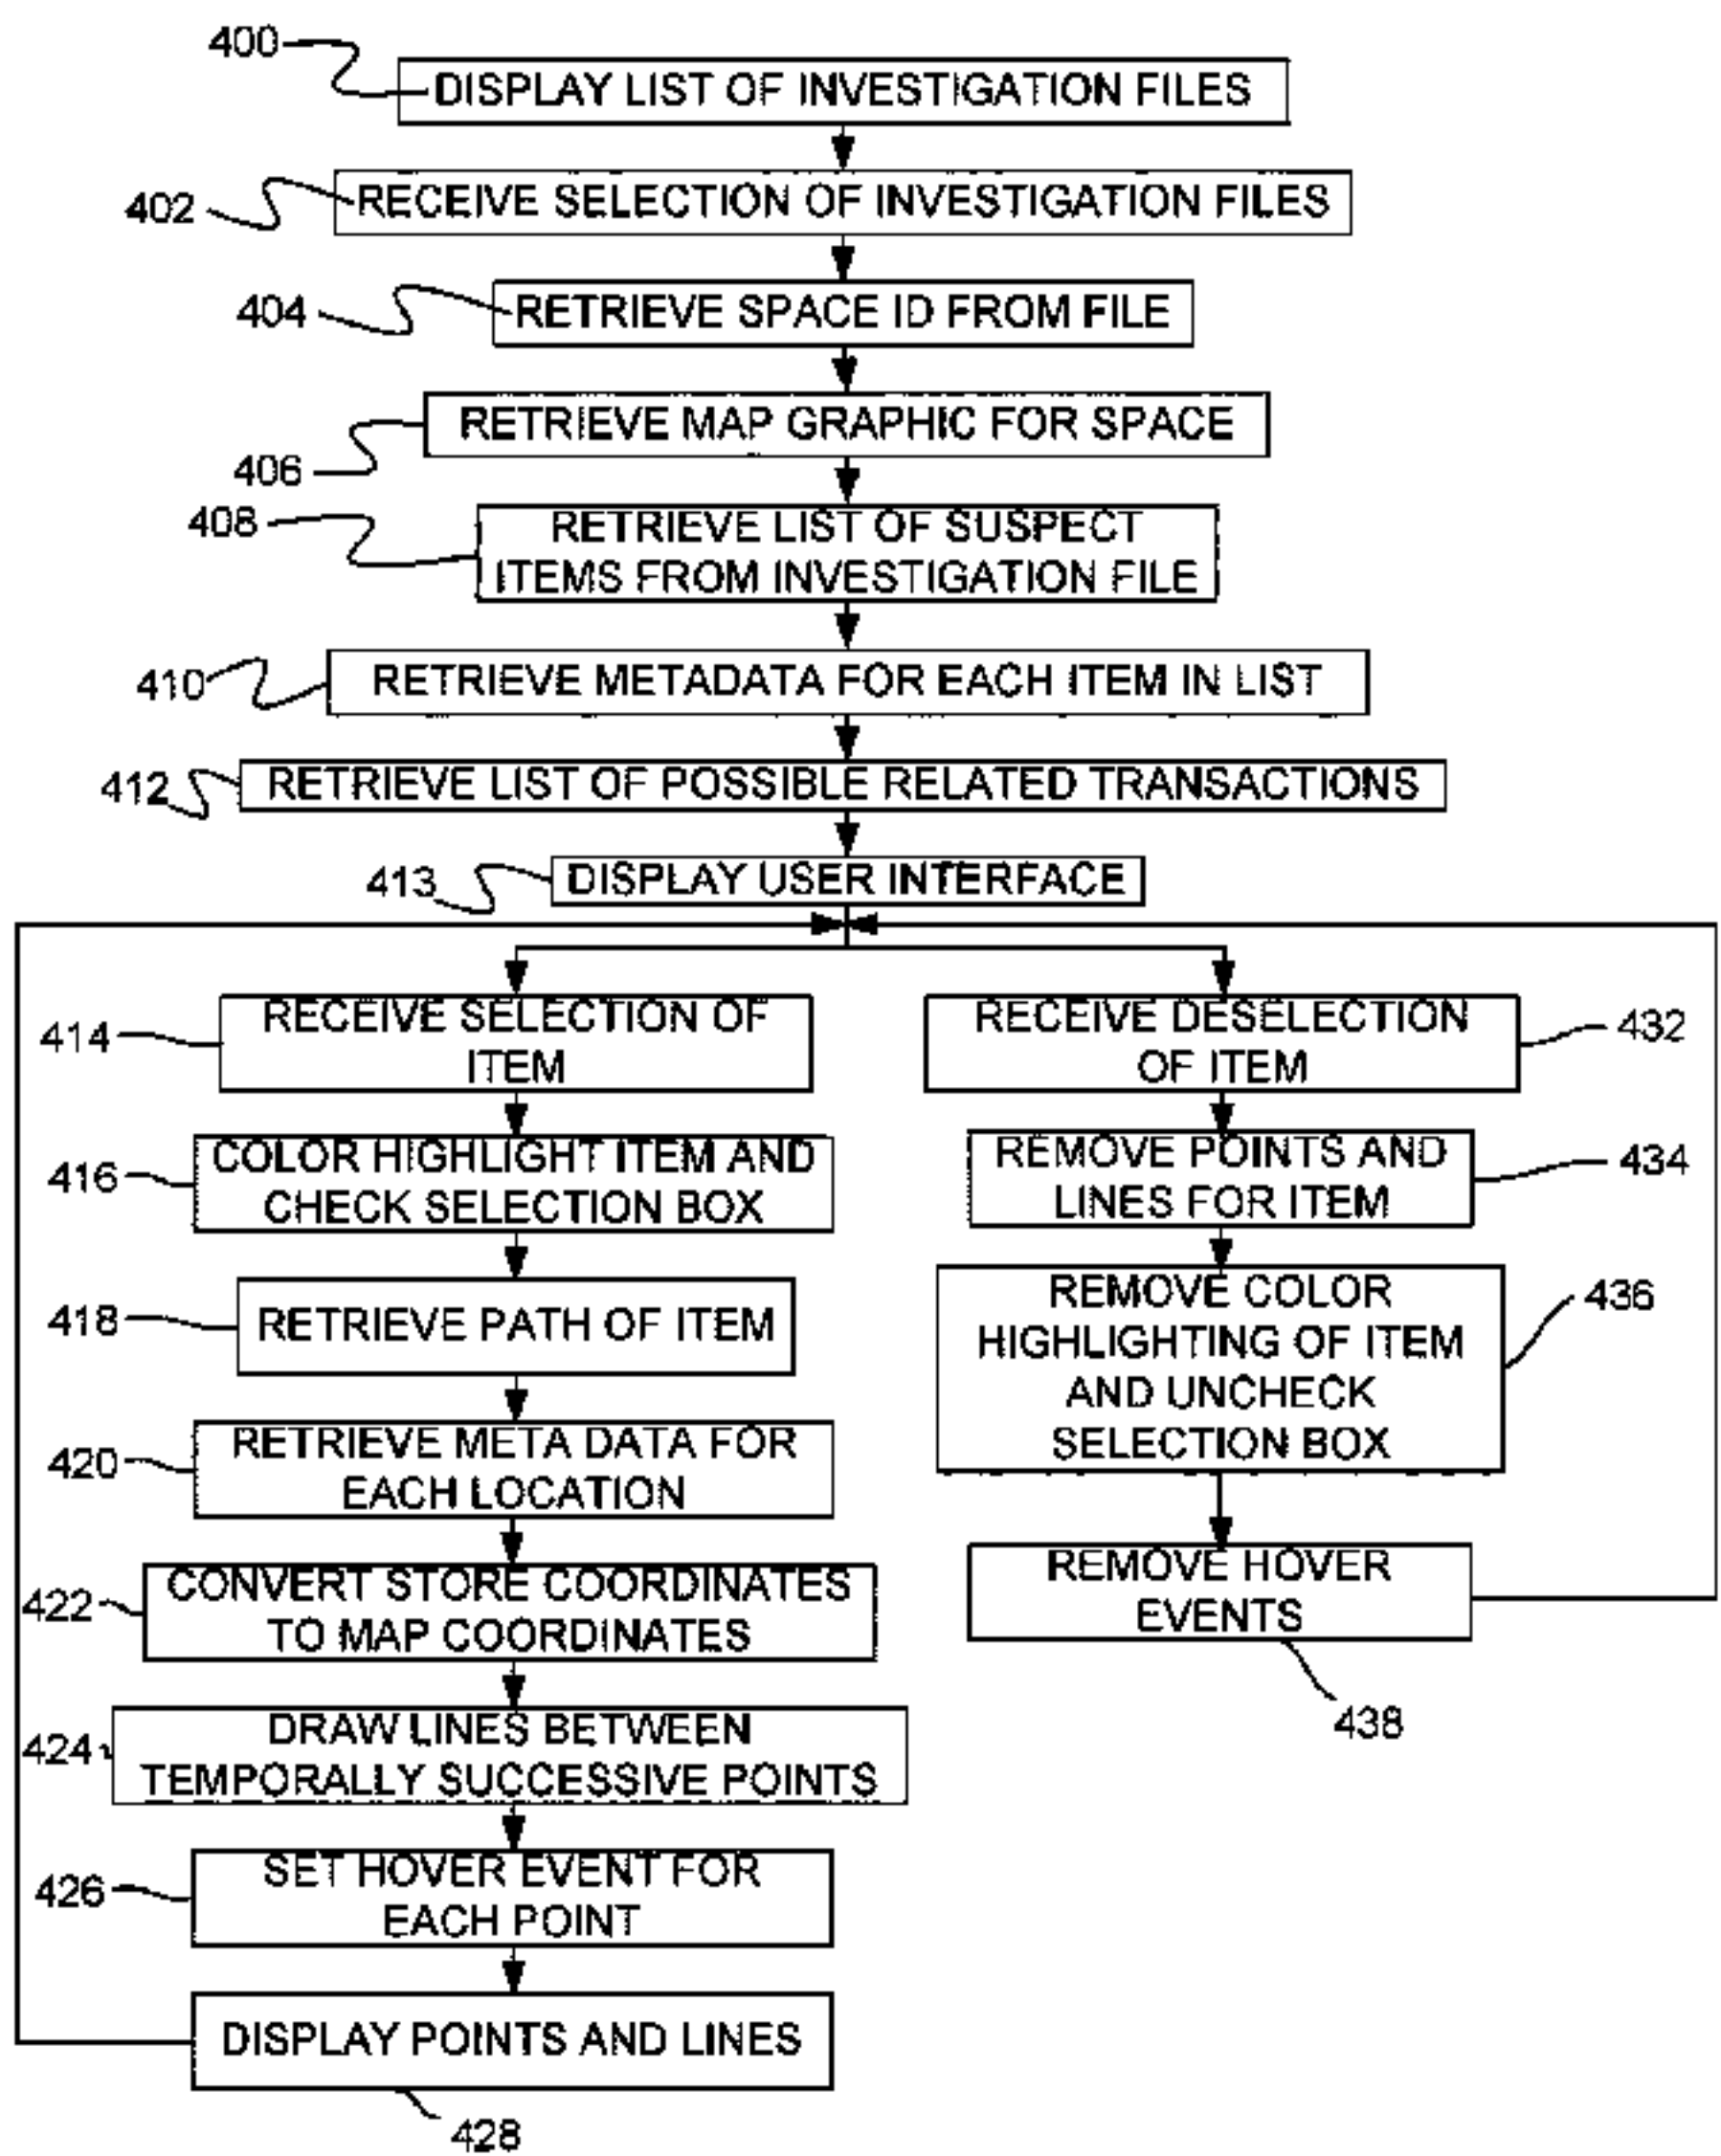 400
DISPLAY LIST OF INVESTIGATION FILES
402
RECEIVE SELECTION OF INVESTIGATION FILES
404
RETRIEVE SPACE ID FROM FILE
406
RETRIEVE MAP GRAPHIC FOR SPACE
408
RETRIEVE LIST OF SUSPECT
ITEMS FROM INVESTIGATION FILE
410
RETRIEVE METADATA FOR EACH ITEM IN LIST
412
RETRIEVE LIST OF POSSIBLE RELATED TRANSACTIONS
413
DISPLAY USER INTERFACE
414
RECEIVE SELECTION OF
ITEM
416
COLOR HIGHLIGHT ITEM AND
CHECK SELECTION BOX
418
RETRIEVE PATH OF ITEM
420
RETRIEVE META DATA FOR
EACH LOCATION
422
CONVERT STORE COORDINATES
TO MAP COORDINATES
424
DRAW LINES BETWEEN
TEMPORALLY SUCCESSIVE POINTS
426
SET HOVER EVENT FOR
EACH POINT
DISPLAY POINTS AND LINES
428
RECEIVE DESELECTION
OF ITEM
432
REMOVE POINTS AND
LINES FOR ITEM
434
REMOVE COLOR
HIGHLIGHTING OF ITEM
AND UNCHECK
SELECTION BOX
436
REMOVE HOVER
EVENTS
438